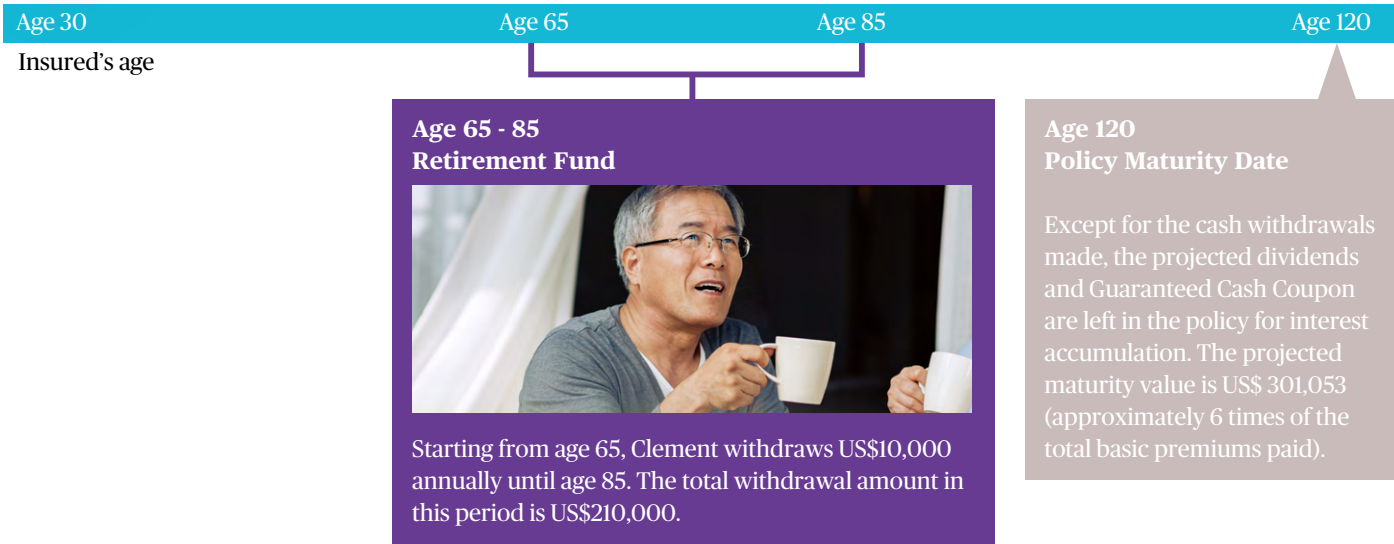 Age 30
Age 65
Age 85
Age 120
Insured's age
Age 65 - 85
Retirement Fund
Starting from age 65, Clement withdraws US$10,000
annually until age 85. The total withdrawal amount in
this period is US$210,000.
Age 120
Policy Maturity Date
Except for the cash withdrawals
made, the projected dividends
and Guaranteed Cash Coupon
are left in the policy for interest
accumulation. The projected
maturity value is US$ 301,053
(approximately 6 times of the
total basic premiums paid).